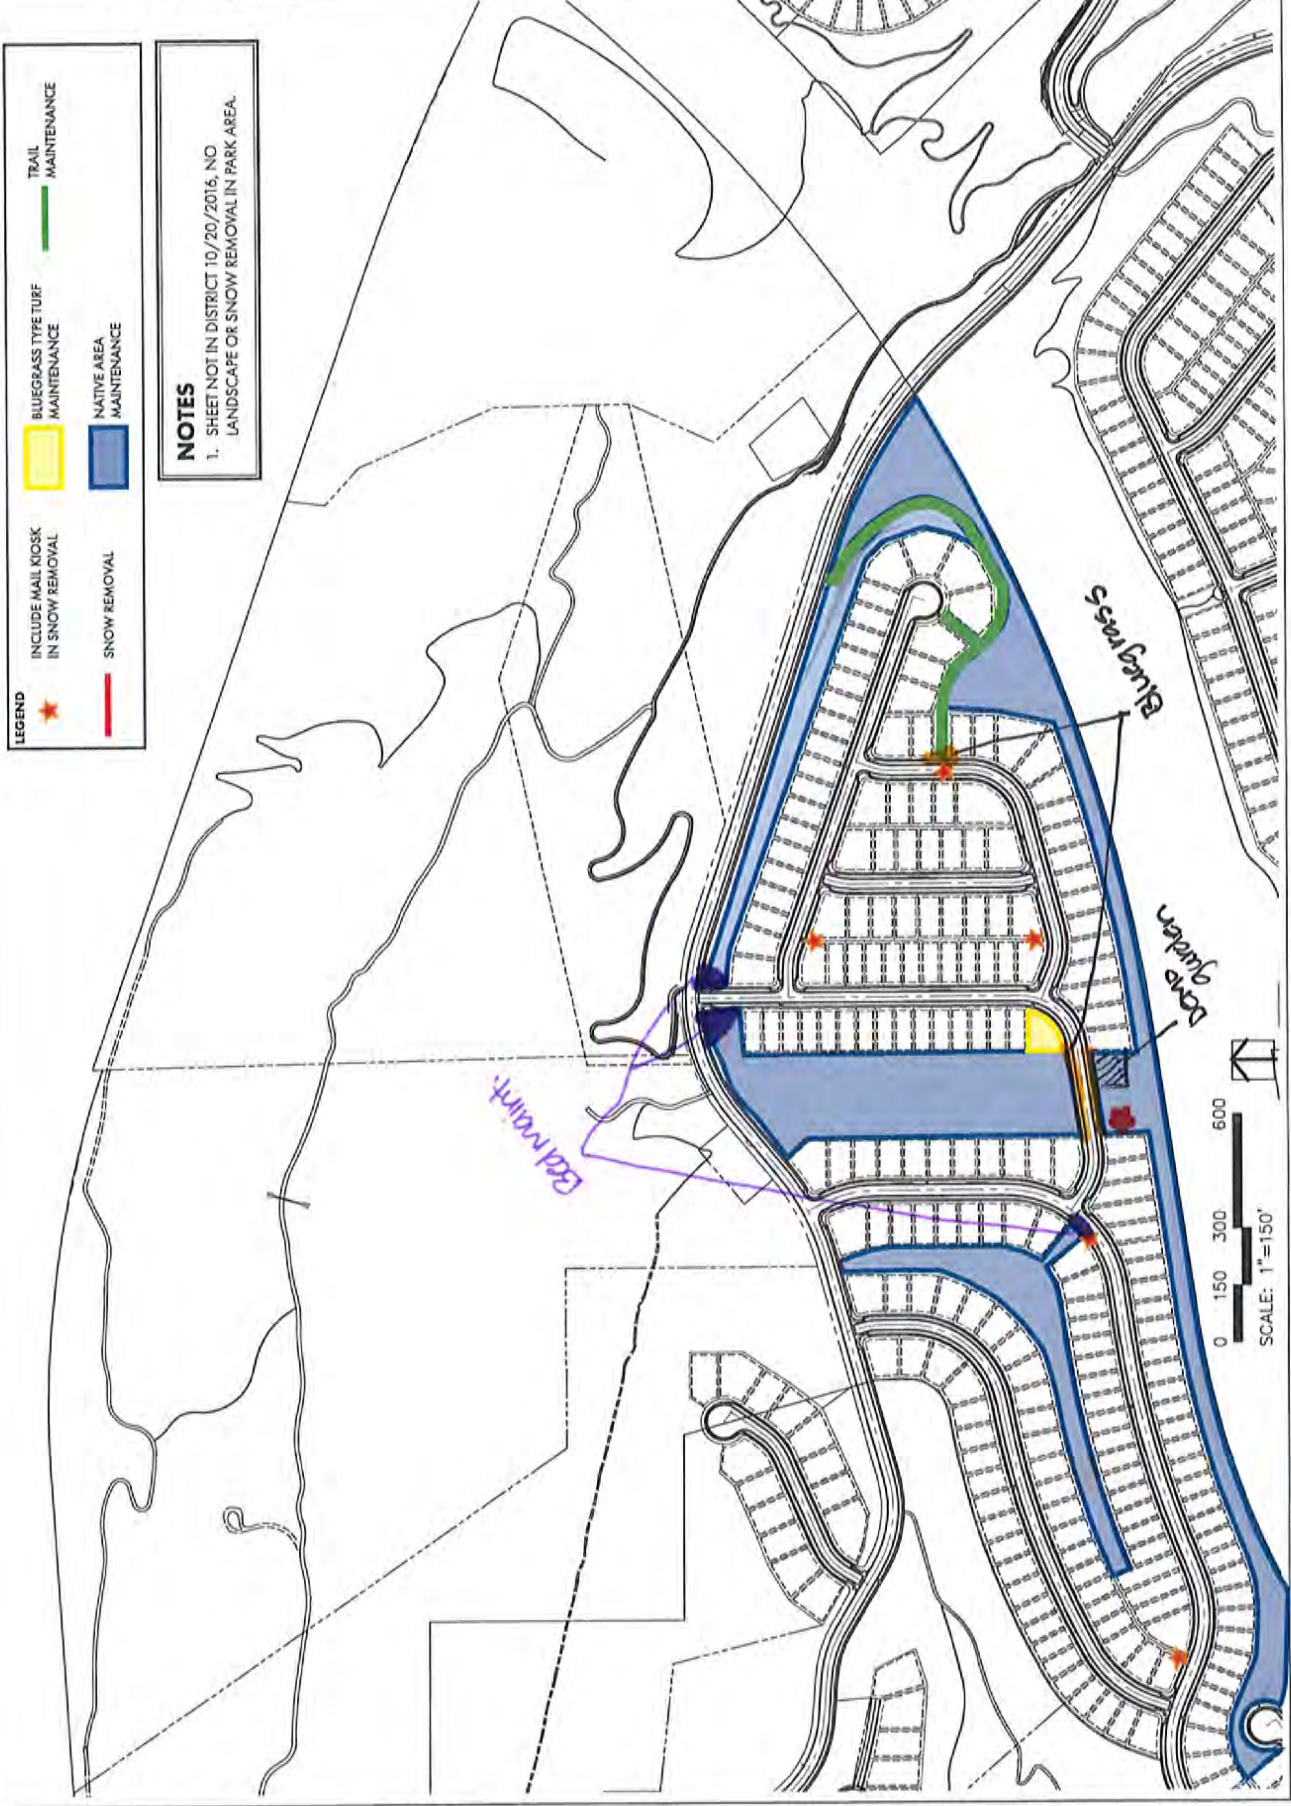 LEGEND
INCLUDE MAIL KIOSK
IN SNOW REMOVAL
SNOW REMOVAL
BLUEGRASS TYPE TURF
MAINTENANCE
NATIVE AREA
MAINTENANCE
TRAIL
MAINTENANCE
NOTES
1. SHEET NOT IN DISTRICT 10/20/2016, NO
LANDSCAPE OR SNOW REMOVAL IN PARK AREA.
Bed maint.
Bluegrass
Demo
garden
0 150 300 600
SCALE: 1"=150'